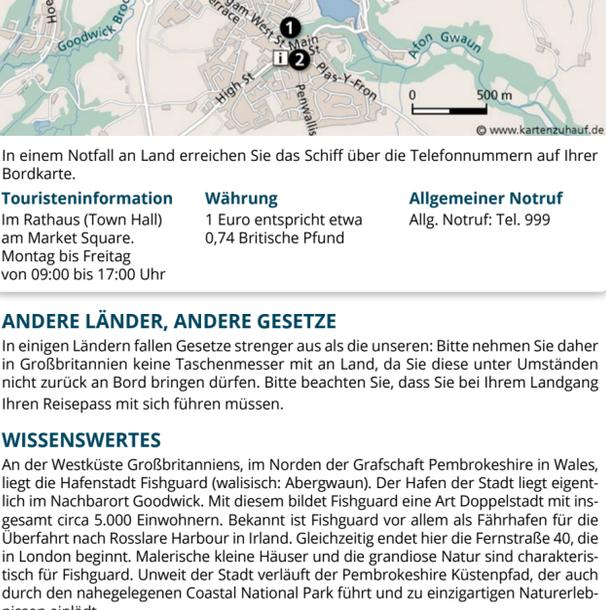 Goodwick
Main
Afon Gwaun
High St
Plas-Y-Fron
Penwallis
1
i 2
0 500 m
© www.kartenzuhauf.de
In einem Notfall an Land erreichen Sie das Schiff über die Telefonnummern auf Ihrer
Bordkarte.
Touristeninformation
Im Rathaus (Town Hall)
am Market Square.
Montag bis Freitag
von 09:00 bis 17:00 Uhr
Währung
1 Euro entspricht etwa
0,74 Britische Pfund
Allgemeiner Notruf
Allg. Notruf: Tel. 999
ANDERE LÄNDER, ANDERE GESETZE
In einigen Ländern fallen Gesetze strenger aus als die unseren: Bitte nehmen Sie daher
in Großbritannien keine Taschenmesser mit an Land, da Sie diese unter Umständen
nicht zurück an Bord bringen dürfen. Bitte beachten Sie, dass Sie bei Ihrem Landgang
Ihren Reisepass mit sich führen müssen.
WISSENSWERTES
An der Westküste Großbritanniens, im Norden der Grafschaft Pembrokeshire in Wales,
liegt die Hafenstadt Fishguard (walisisch: Abergwaun). Der Hafen der Stadt liegt eigent-
lich im Nachbarort Goodwick. Mit diesem bildet Fishguard eine Art Doppelstadt mit ins-
gesamt circa 5.000 Einwohnern. Bekannt ist Fishguard vor allem als Fährhafen für die
Überfahrt nach Rosslare Harbour in Irland. Gleichzeitig endet hier die Fernstraße 40, die
in London beginnt. Malerische kleine Häuser und die grandiose Natur sind charakteris-
tisch für Fishguard. Unweit der Stadt verläuft der Pembrokeshire Küstenpfad, der auch
durch den nahegelegenen Coastal National Park führt und zu einzigartigen Naturerleb-